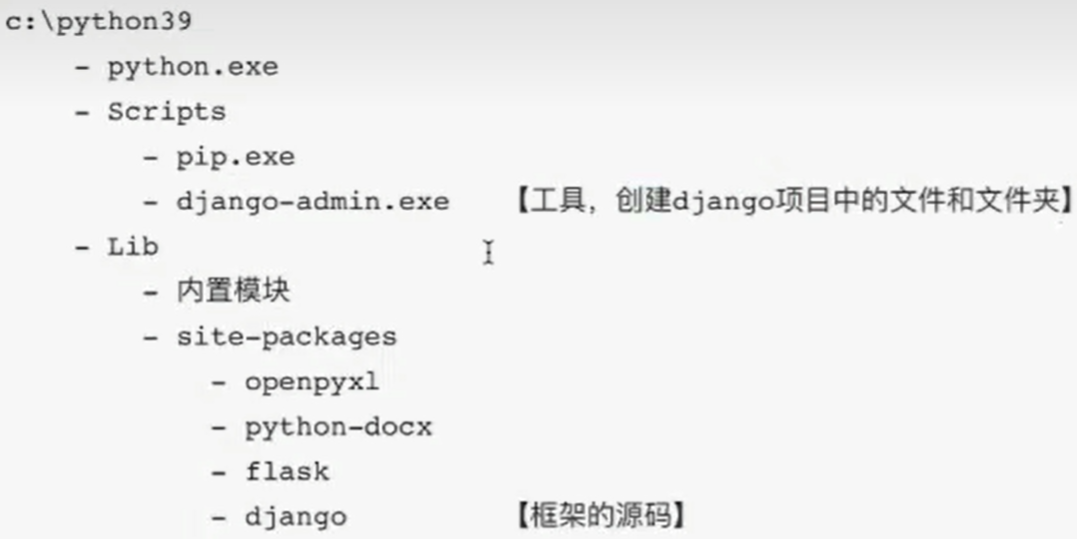 c:\python39
- python.exe
- Scripts
- pip.exe
- django-admin.exe 【工具，创建django项目中的文件和文件夹】
- Lib
- 内置模块
- site-packages
- openpyxl
- python-docx
- flask
- django 【框架的源码】